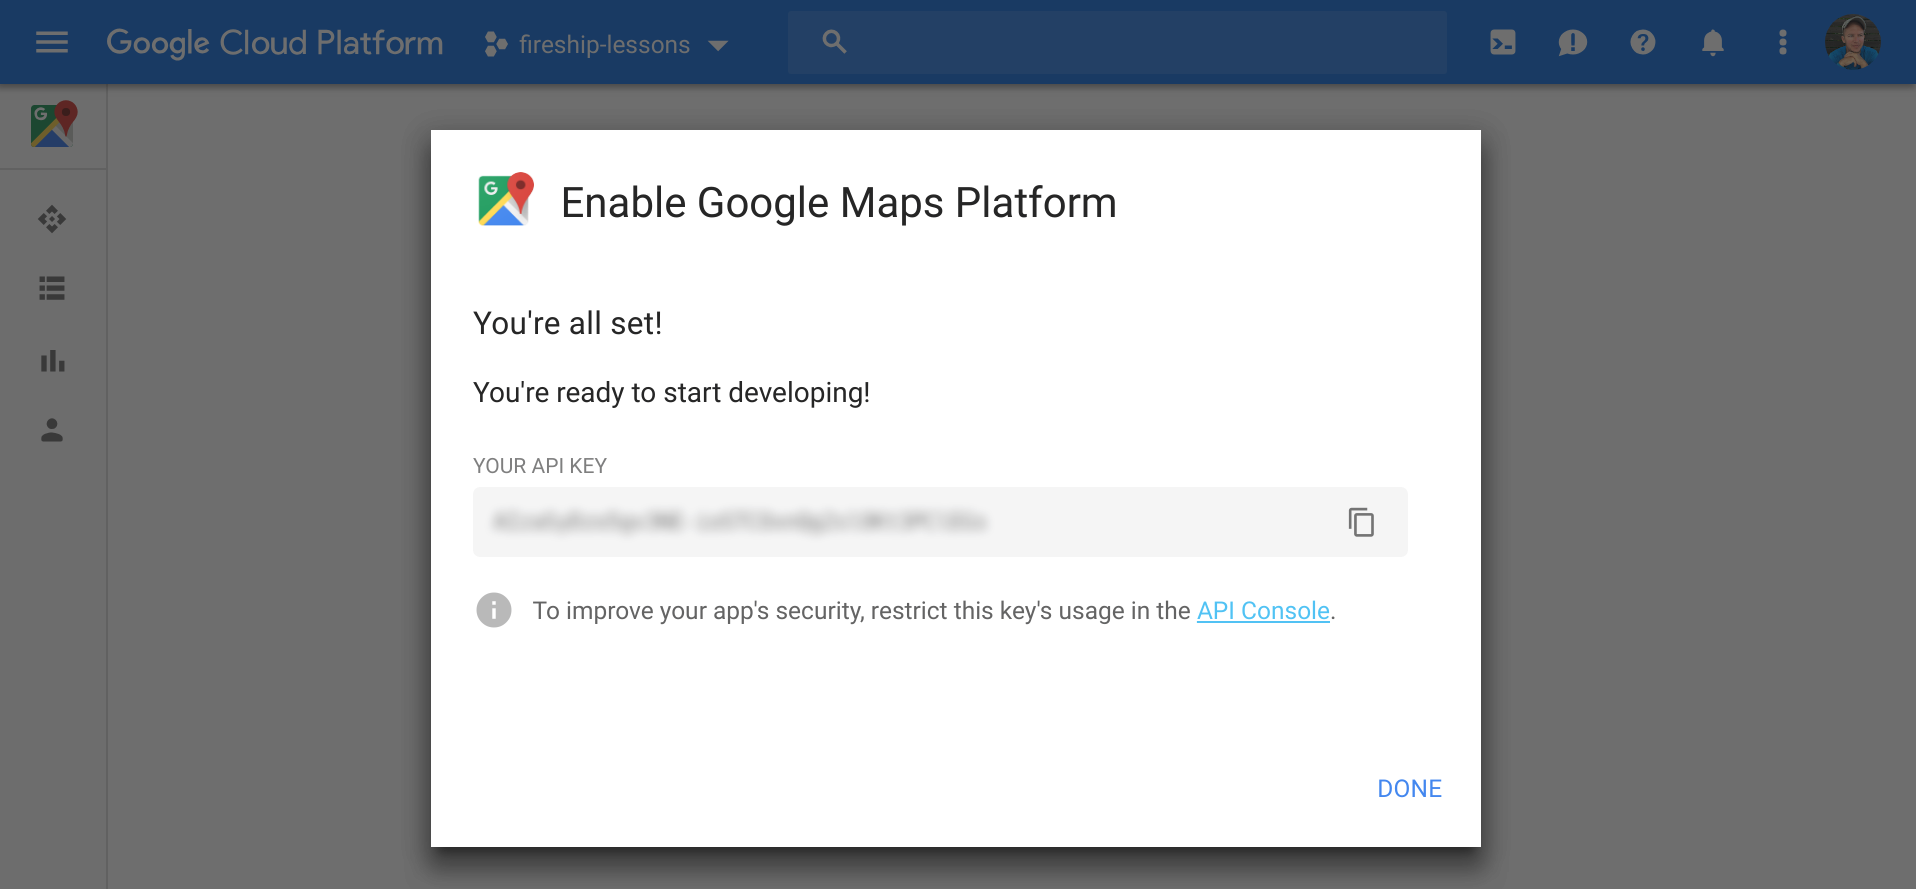 Google Cloud Platform
fireship-lessons
Enable Google Maps Platform
You're all set!
You're ready to start developing!
YOUR API KEY
To improve your app's security, restrict this key's usage in the API Console.
DONE